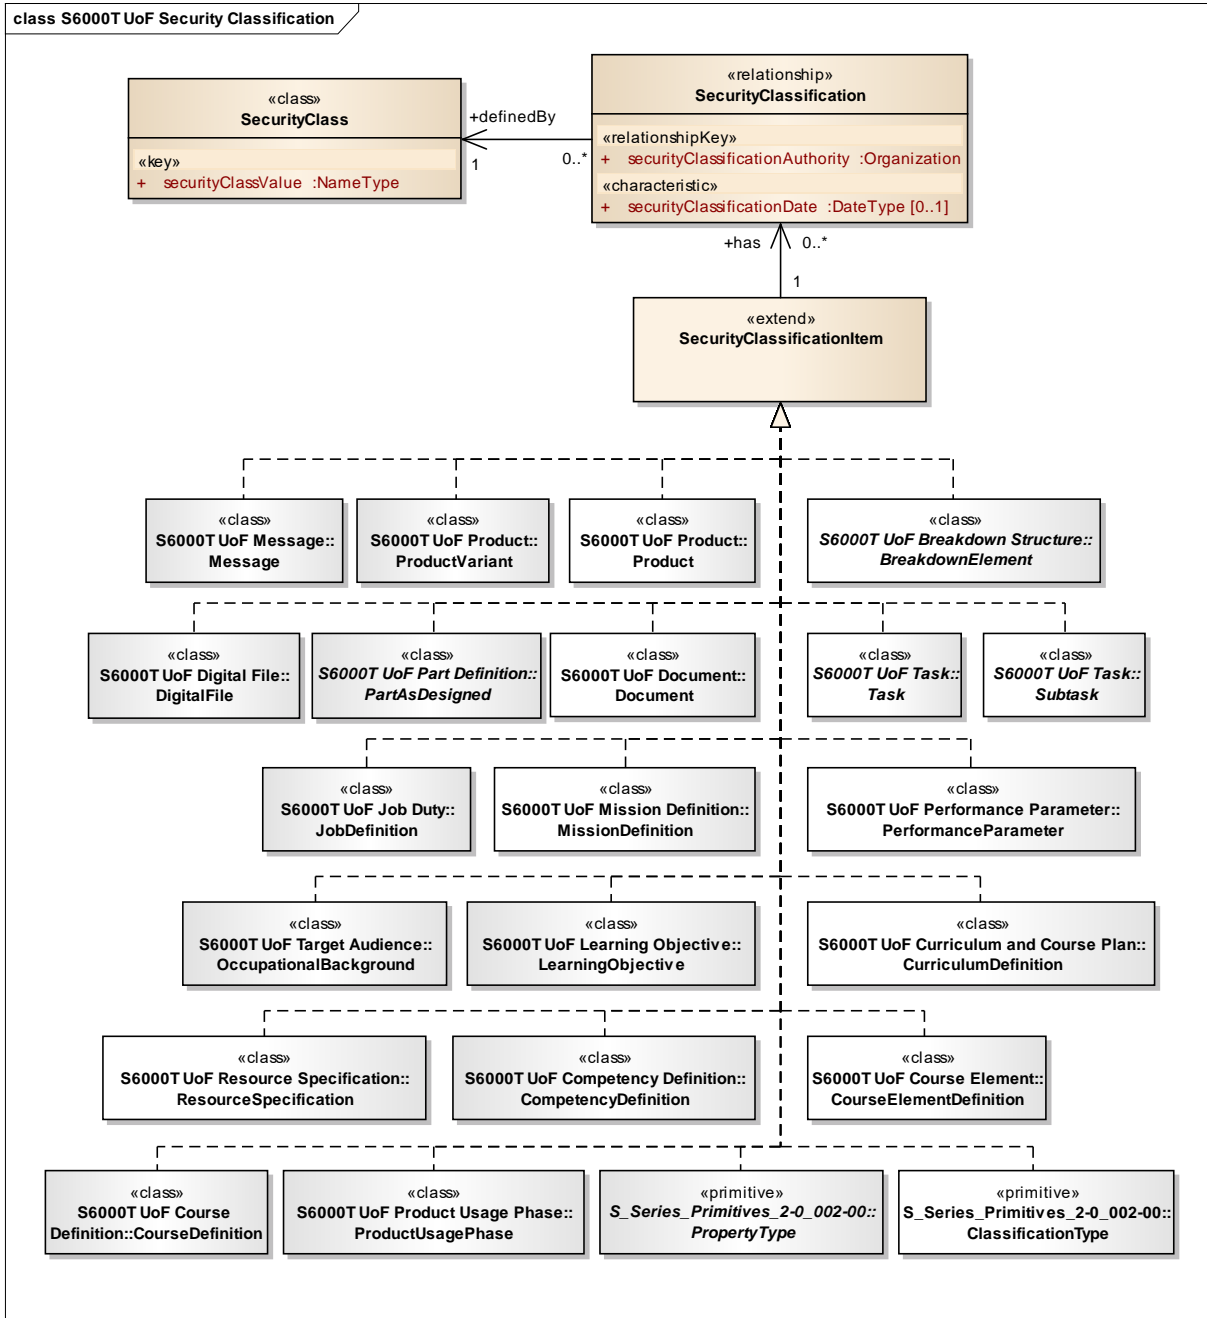 class S6000T UoF Security Classification
«class»
SecurityClass
«key»
+ securityClassValue :NameType
+definedBy
1
0..*
«relationship»
SecurityClassification
«relationshipKey»
+ securityClassificationAuthority :Organization
«characteristic»
+ securityClassificationDate :DateType [0..1]
+has
0..*
1
«extend»
SecurityClassificationItem
«class»
S6000T UoF Message::
Message
«class»
S6000T UoF Product::
ProductVariant
«class»
S6000T UoF Product::
Product
«class»
S6000T UoF Breakdown Structure::
BreakdownElement
«class»
S6000T UoF Digital File::
DigitalFile
«class»
S6000T UoF Part Definition::
PartAsDesigned
«class»
S6000T UoF Document::
Document
«class»
S6000T UoF Task::
Task
«class»
S6000T UoF Task::
Subtask
«class»
S6000T UoF Job Duty::
JobDefinition
«class»
S6000T UoF Mission Definition::
MissionDefinition
«class»
S6000T UoF Performance Parameter::
PerformanceParameter
«class»
S6000T UoF Target Audience::
OccupationalBackground
«class»
S6000T UoF Learning Objective::
LearningObjective
«class»
S6000T UoF Curriculum and Course Plan::
CurriculumDefinition
«class»
S6000T UoF Resource Specification::
ResourceSpecification
«class»
S6000T UoF Competency Definition::
CompetencyDefinition
«class»
S6000T UoF Course Element::
CourseElementDefinition
«class»
S6000T UoF Course
Definition::CourseDefinition
«class»
S6000T UoF Product Usage Phase::
ProductUsagePhase
«primitive»
S_Series_Primitives_2-0_002-00::
PropertyType
«primitive»
S_Series_Primitives_2-0_002-00::
ClassificationType